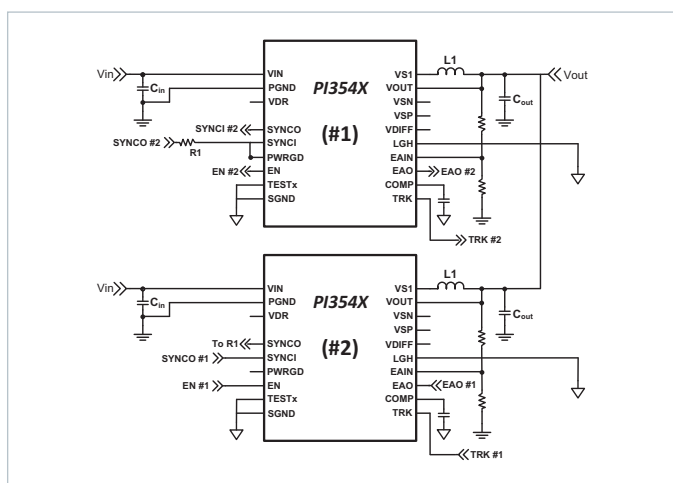 Vin
Cin
VIN
PGND
VDR
SYNCO
SYNCI
PWRGD
EN
TESTx
SGND
SYNCI #2
SYNCO #2
R1
EN #2
PI354X
(#1)
VS1
VOUT
VSN
VSP
VDIFF
LGH
EAIN
EAO
COMP
TRK
L1
Vout
Cout
EAO #2
TRK #2
Vin
Cin
VIN
PGND
VDR
SYNCO
SYNCI
PWRGD
EN
TESTx
SGND
To R1
SYNCO #1
EN #1
PI354X
(#2)
VS1
VOUT
VSN
VSP
VDIFF
LGH
EAIN
EAO
COMP
TRK
L1
Cout
EAO #1
TRK #1